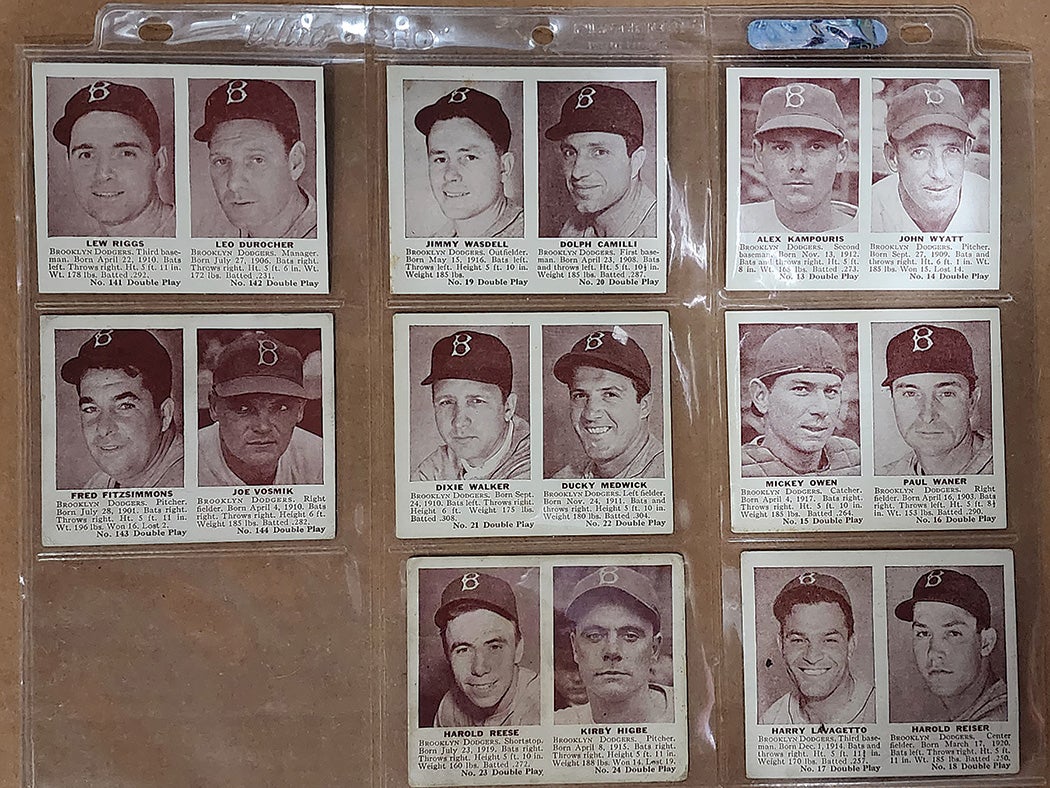 Ultra PRO
LEW RIGGS
BROOKLYN DODGERS. Third base-
man. Born April 22, 1910. Bats
left. Throws right. Ht. 5 ft. 11 in.
Wt. 178 lbs. Batted .292.
No. 141 Double Play
LEO DUROCHER
BROOKLYN DODGERS. Manager.
Born July 27, 1906. Bats right.
Throws right. Ht. 5 ft. 6 in. Wt.
172 lbs. Batted .231.
No. 142 Double Play
JIMMY WASDELL
BROOKLYN DODGERS. Outfielder.
Born May 15, 1916. Bats left.
Throws left. Height 5 ft. 10 in.
Weight 185 lbs.
No. 19 Double Play
DOLPH CAMILLI
BROOKLYN DODGERS. First base-
man. Born April 23, 1908. Bats
and throws left. Ht. 5 ft. 10½ in.
Weight 185 lbs. Batted .287.
No. 20 Double Play
ALEX KAMPOURIS
BROOKLYN DODGERS. Second
baseman. Born Nov. 13, 1912.
Bats and throws right. Ht. 5 ft.
8 in. Wt. 165 lbs. Batted .273.
No. 13 Double Play
JOHN WYATT
BROOKLYN DODGERS. Pitcher.
Born Sept. 27, 1909. Bats and
throws right. Ht. 6 ft. 1 in. Wt.
185 lbs. Won 15. Lost 14.
No. 14 Double Play
FRED FITZSIMMONS
BROOKLYN DODGERS. Pitcher.
Born July 28, 1901. Bats right.
Throws right. Ht. 5 ft. 11 in.
Wt. 196 lbs. Won 16. Lost 2.
No. 143 Double Play
JOE VOSMIK
BROOKLYN DODGERS. Right
fielder. Born April 4, 1910. Bats
right. Throws right. Height 6 ft.
Weight 185 lbs. Batted .282.
No. 144 Double Play
DIXIE WALKER
BROOKLYN DODGERS. Born Sept.
24, 1910. Bats left. Throws right.
Height 6 ft. Weight 175 lbs.
Batted .308.
No. 21 Double Play
DUCKY MEDWICK
BROOKLYN DODGERS. Left fielder.
Born Nov. 24, 1911. Bats right.
Throws right. Height 5 ft. 10 in.
Weight 180 lbs. Batted .304.
No. 22 Double Play
MICKEY OWEN
BROOKLYN DODGERS. Catcher.
Born April 4, 1917. Bats right.
Throws right. Height 5 ft. 10 in.
Weight 185 lbs. Batted .264.
No. 15 Double Play
PAUL WANER
BROOKLYN DODGERS. Right
fielder. Born April 16, 1903. Bats
left. Throws left. Ht. 5 ft. 8½
in. Wt. 153 lbs. Batted .290.
No. 16 Double Play
HAROLD REESE
BROOKLYN DODGERS. Shortstop.
Born July 23, 1919. Bats right.
Throws right. Height 5 ft. 10 in.
Weight 160 lbs. Batted .272.
No. 23 Double Play
KIRBY HIGBE
BROOKLYN DODGERS. Pitcher.
Born April 8, 1915. Bats right.
Throws right. Height 5 ft. 11 in.
Weight 188 lbs. Won 14. Lost 19.
No. 24 Double Play
HARRY LAVAGETTO
BROOKLYN DODGERS. Third base-
man. Born Dec. 1, 1914. Bats and
throws right. Ht. 5 ft. 11½ in.
Weight 170 lbs. Batted .257.
No. 17 Double Play
HAROLD REISER
BROOKLYN DODGERS. Center
fielder. Born March 17, 1920.
Bats left. Throws right. Ht. 5 ft.
11 in. Wt. 185 lbs. Batted .250.
No. 18 Double Play